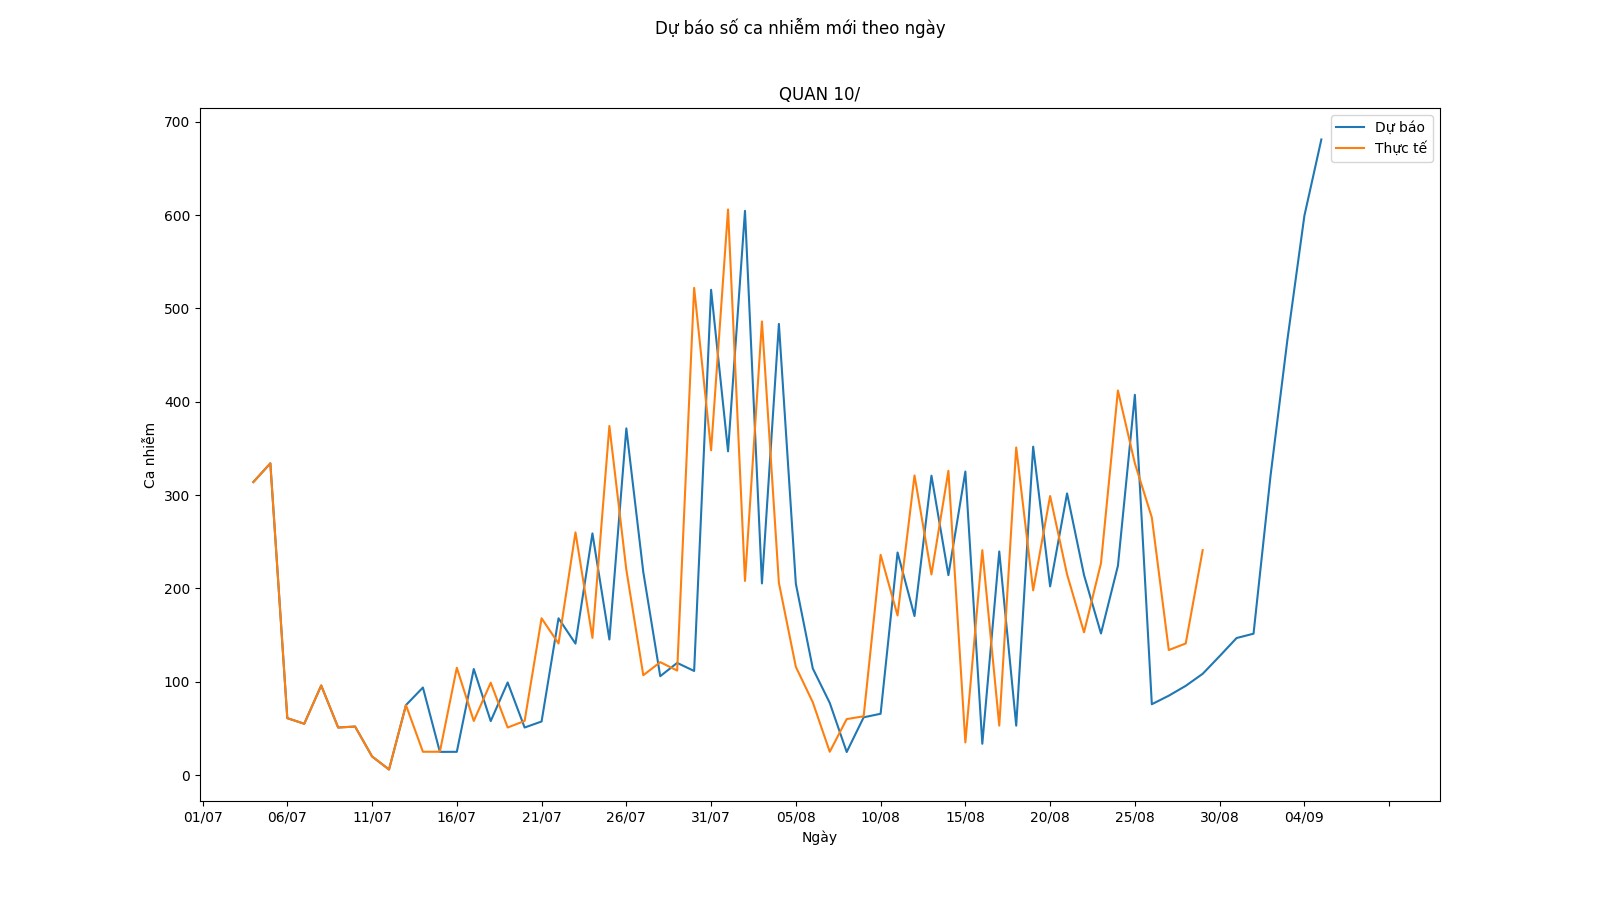 Dự báo số ca nhiễm mới theo ngày
QUAN 10/
Dự báo
Thực tế
700
600
500
400
300
200
100
0
Ca nhiễm
01/07 06/07 11/07 16/07 21/07 26/07 31/07 05/08 10/08 15/08 20/08 25/08 30/08 04/09
Ngày